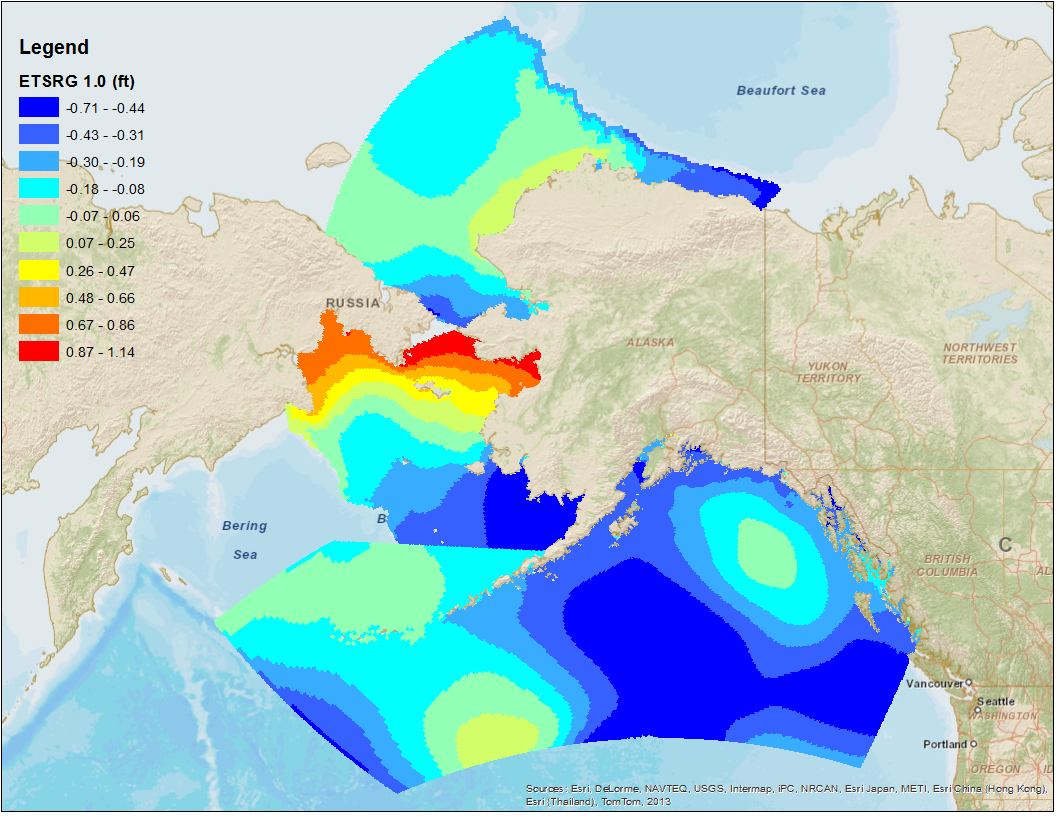 Legend
ETSRG 1.0 (ft)
-0.71 - -0.44
-0.43 - -0.31
-0.30 - -0.19
-0.18 - -0.08
-0.07 - 0.06
0.07 - 0.25
0.26 - 0.47
0.48 - 0.66
0.67 - 0.86
0.87 - 1.14
Beaufort Sea
RUSSIA
ALASKA
YUKON
TERRITORY
NORTHWEST
TERRITORIES
Bering
Sea
B
C
BRITISH
COLUMBIA
AL
Vancouver
Seattle
WASHINGTON
Portland
OREGON
ID
Sources: Esri, DeLorme, NAVTEQ, USGS, Intermap, iPC, NRCAN, Esri Japan, METI, Esri China (Hong Kong),
Esri (Thailand), TomTom, 2013